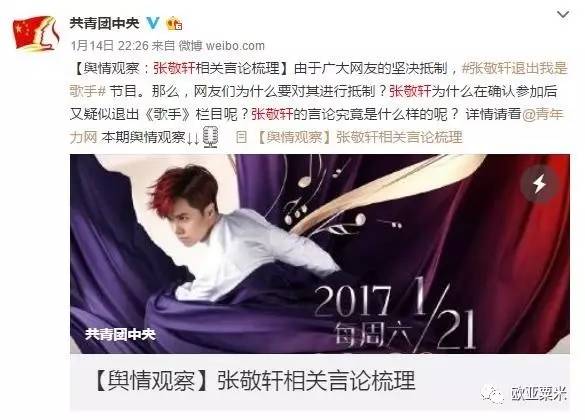 共青团中央
1月14日 22:26 来自 微博 weibo.com
【舆情观察：张敬轩相关言论梳理】由于广大网友的坚决抵制，#张敬轩退出我是
歌手# 节目。那么，网友们为什么要对其进行抵制？张敬轩为什么在确认参加后
又疑似退出《歌手》栏目呢？张敬轩的言论究竟是什么样的呢？ 详情请看@青年
力网 本期舆情观察↓↓ 【舆情观察】张敬轩相关言论梳理
2017 1/21
每周六
共青团中央
【舆情观察】张敬轩相关言论梳理
欧亚粟米